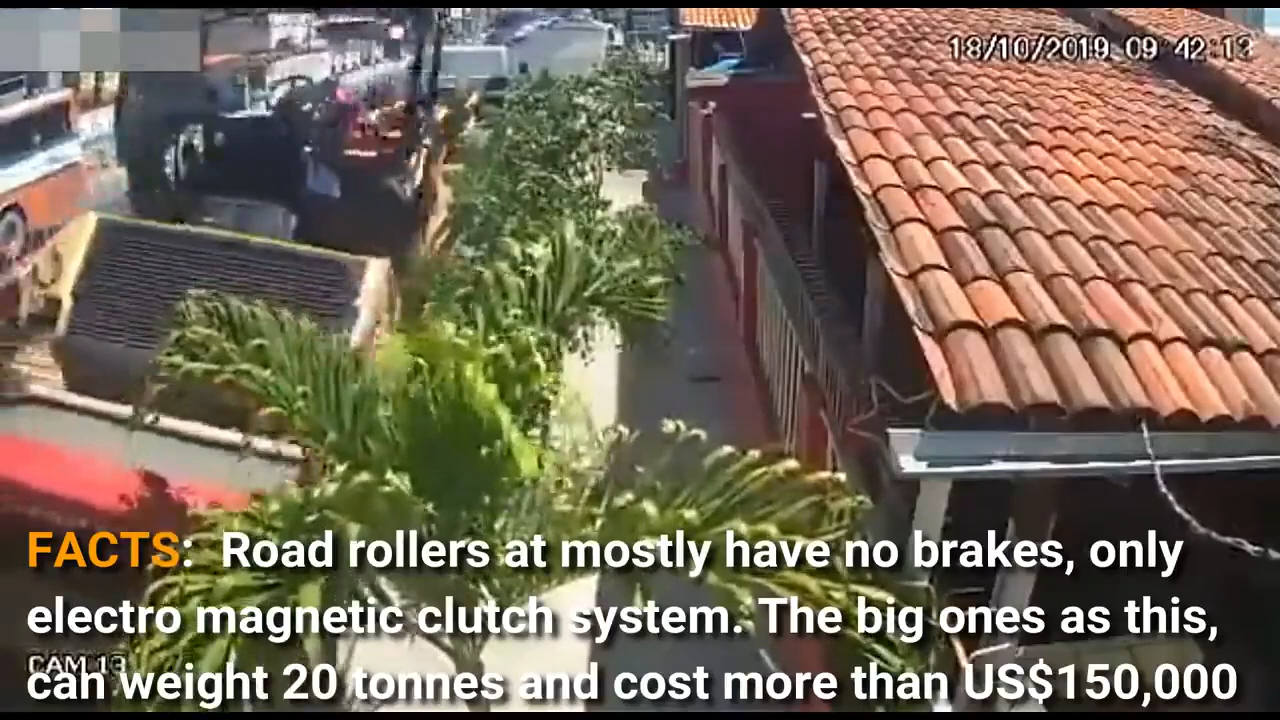 18/10/2019 09:42:13
FACTS: Road rollers at mostly have no brakes, only
electro magnetic clutch system. The big ones as this,
CAM 13
can weight 20 tonnes and cost more than US$150,000